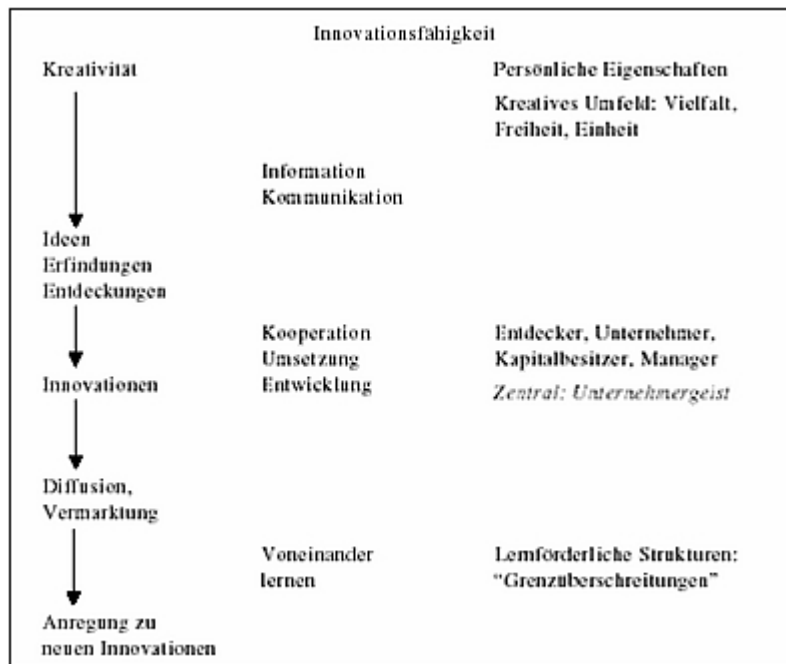 Innovationsfähigkeit
Kreativität
Persönliche Eigenschaften
Kreatives Umfeld: Vielfalt,
Freiheit, Einheit
Information
Kommunikation
Ideen
Erfindungen
Entdeckungen
Kooperation
Umsetzung
Entwicklung
Entdecker, Unternehmer,
Kapitalbesitzer, Manager
Innovationen
Zentral: Unternehmergeist
Diffusion,
Vermarktung
Voneinander
lernen
Lernförderliche Strukturen:
“Grenzüberschreitungen”
Anregung zu
neuen Innovationen